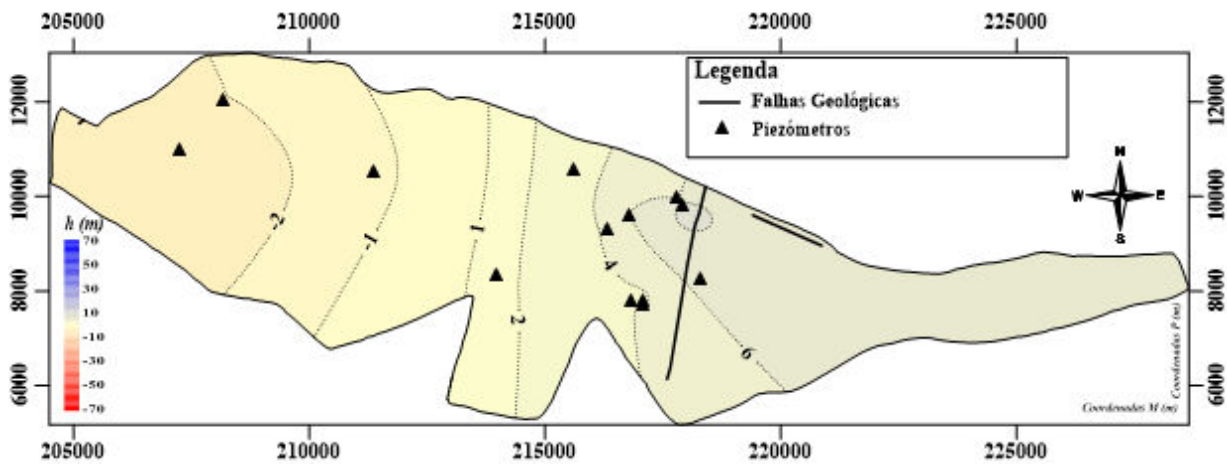 205000 210000 215000 220000 225000
Legenda
Falhas Geológicas
Piezómetros
12000 12000
N
W E
S
10000 10000
h (m)
70
50
30
10
-10
-30
-50
-70
-2
-1
1
2
4
6
8000 8000
6000 6000
Coordenadas P (m)
Coordenadas M (m)
205000 210000 215000 220000 225000